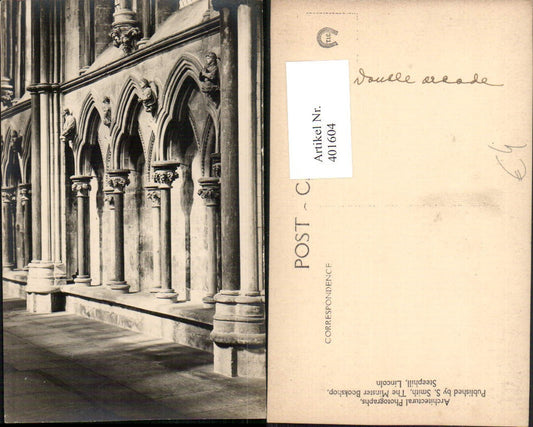 Artikel Nr.
401604
Double arcade
POST - C
CORRESPONDENCE
Architectural Photographs,
Published by S. Smith, The Minster Bookshop,
Steephill, Lincoln